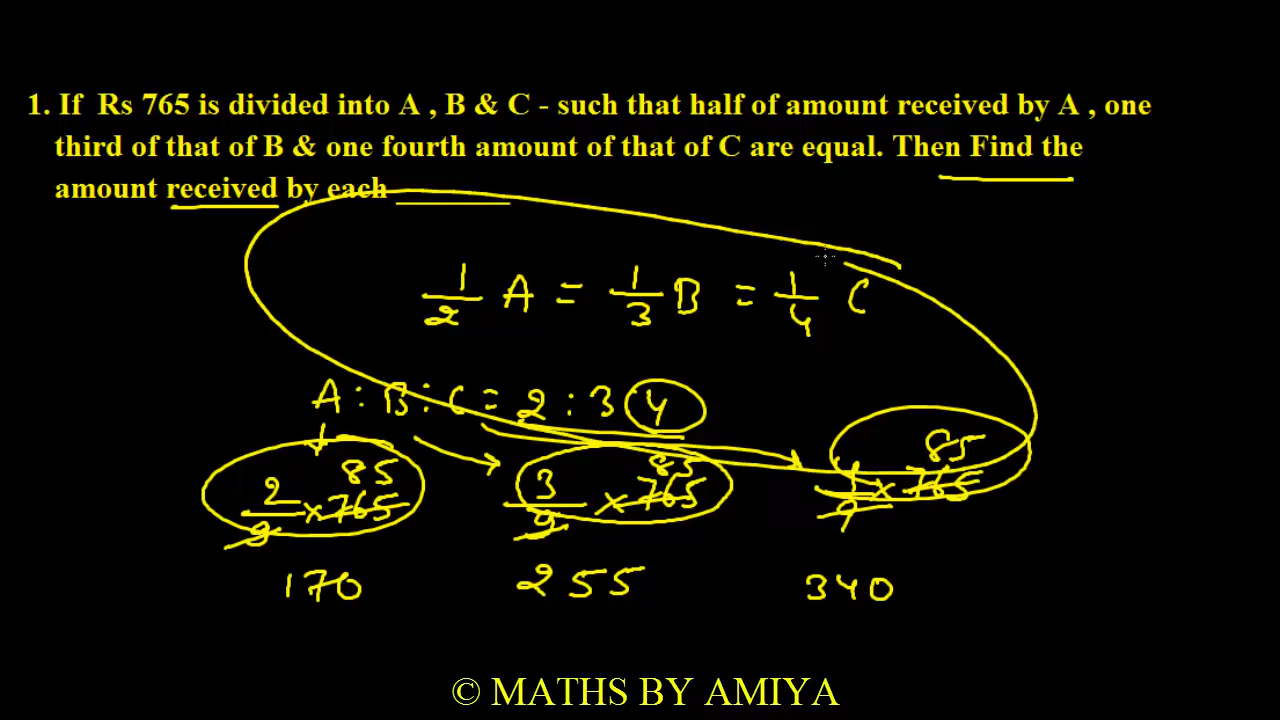 1. If Rs 765 is divided into A , B & C - such that half of amount received by A , one
third of that of B & one fourth amount of that of C are equal. Then Find the
amount received by each ________
1/2 A = 1/3 B = 1/4 C
A : B : C = 2 : 3 4
85 85 85
2/9 × 765 3/9 × 765 × 765
170 255 340
© MATHS BY AMIYA